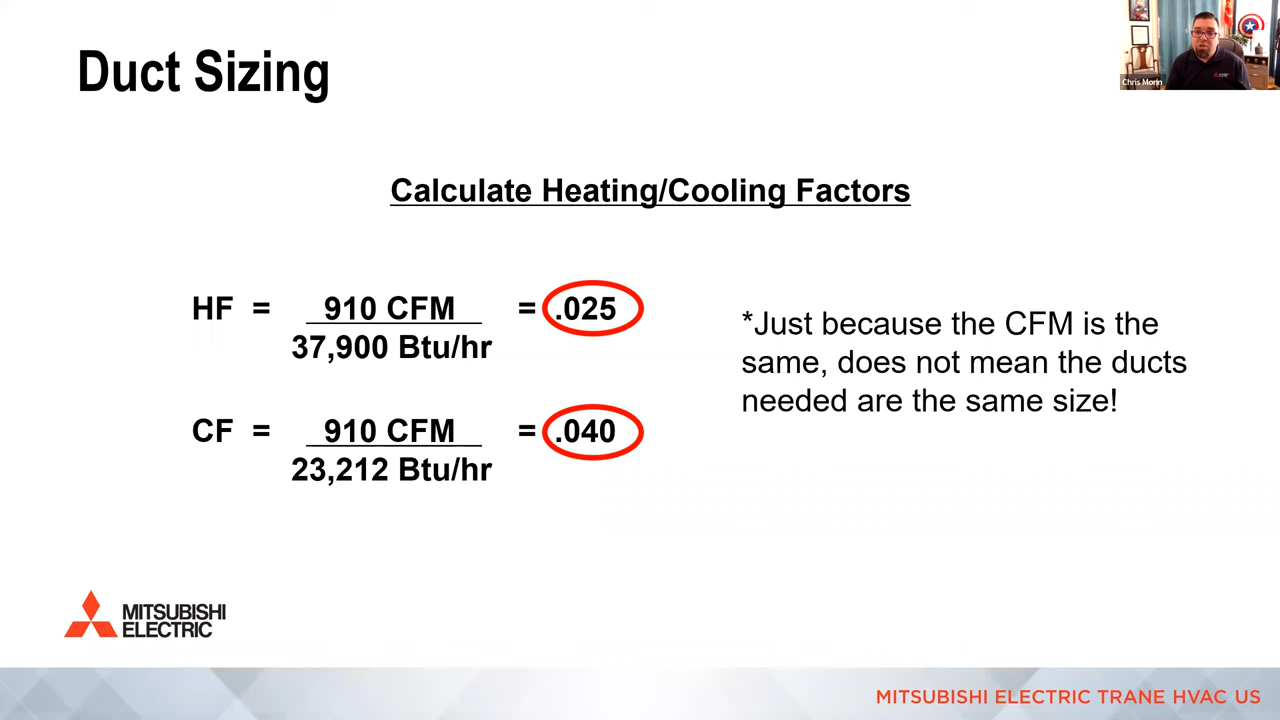 Duct Sizing
Chris Morin
Calculate Heating/Cooling Factors
HF = 910 CFM = .025
37,900 Btu/hr
*Just because the CFM is the
same, does not mean the ducts
needed are the same size!
CF = 910 CFM = .040
23,212 Btu/hr
MITSUBISHI
ELECTRIC
MITSUBISHI ELECTRIC TRANE HVAC US